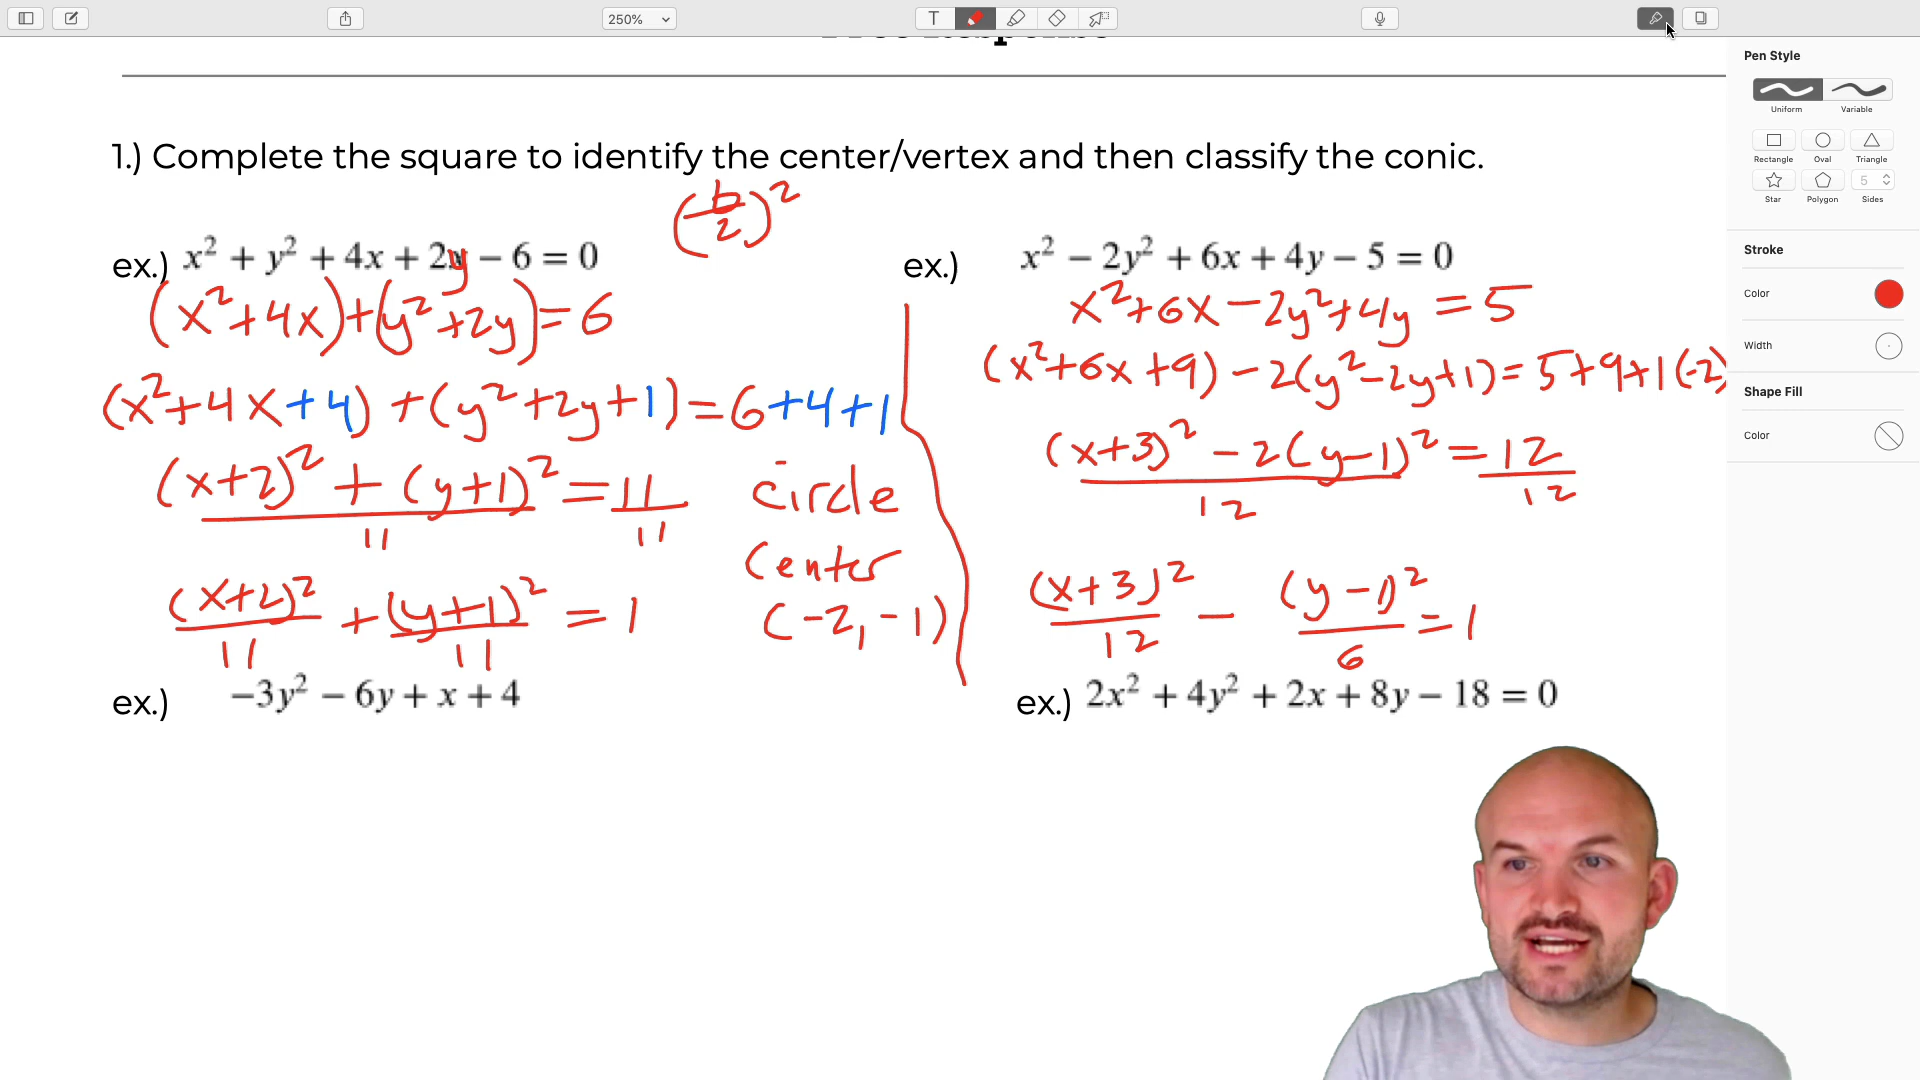 250%
T
Pen Style
Uniform
Variable
Rectangle
Oval
Triangle
Star
Polygon
5
Sides
Stroke
Color
Width
Shape Fill
Color
1.) Complete the square to identify the center/vertex and then classify the conic.
(b/2)²
ex.) x² + y² + 4x + 2y − 6 = 0
(x²+4x)+(y²+2y)=6
(x²+4x+4)+(y²+2y+1)=6+4+1
(x+2)² + (y+1)² = 11
11 11
circle
center
(-2,-1)
(x+2)²/11 + (y+1)²/11 = 1
ex.) x² − 2y² + 6x + 4y − 5 = 0
x²+6x−2y²+4y = 5
(x²+6x+9)−2(y²−2y+1)=5+9+1(-2)
(x+3)² − 2(y−1)² = 12
12 12
(x+3)²/12 − (y−1)²/6 = 1
ex.) −3y² − 6y + x + 4
ex.) 2x² + 4y² + 2x + 8y − 18 = 0